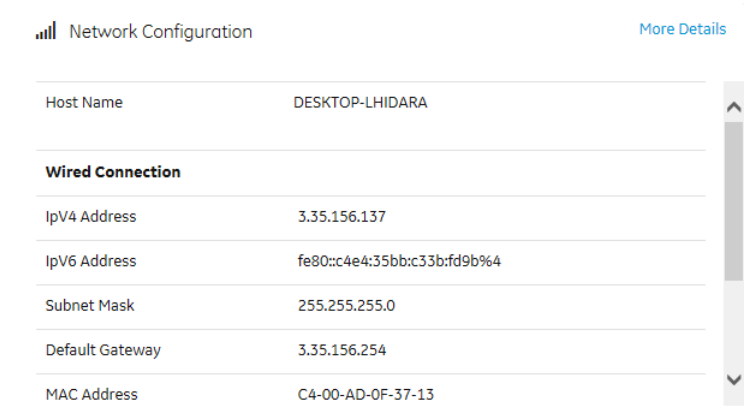 Network Configuration More Details
Host Name DESKTOP-LHIDARA
Wired Connection
IpV4 Address 3.35.156.137
IpV6 Address fe80::c4e4:35bb:c33b:fd9b%4
Subnet Mask 255.255.255.0
Default Gateway 3.35.156.254
MAC Address C4-00-AD-0F-37-13